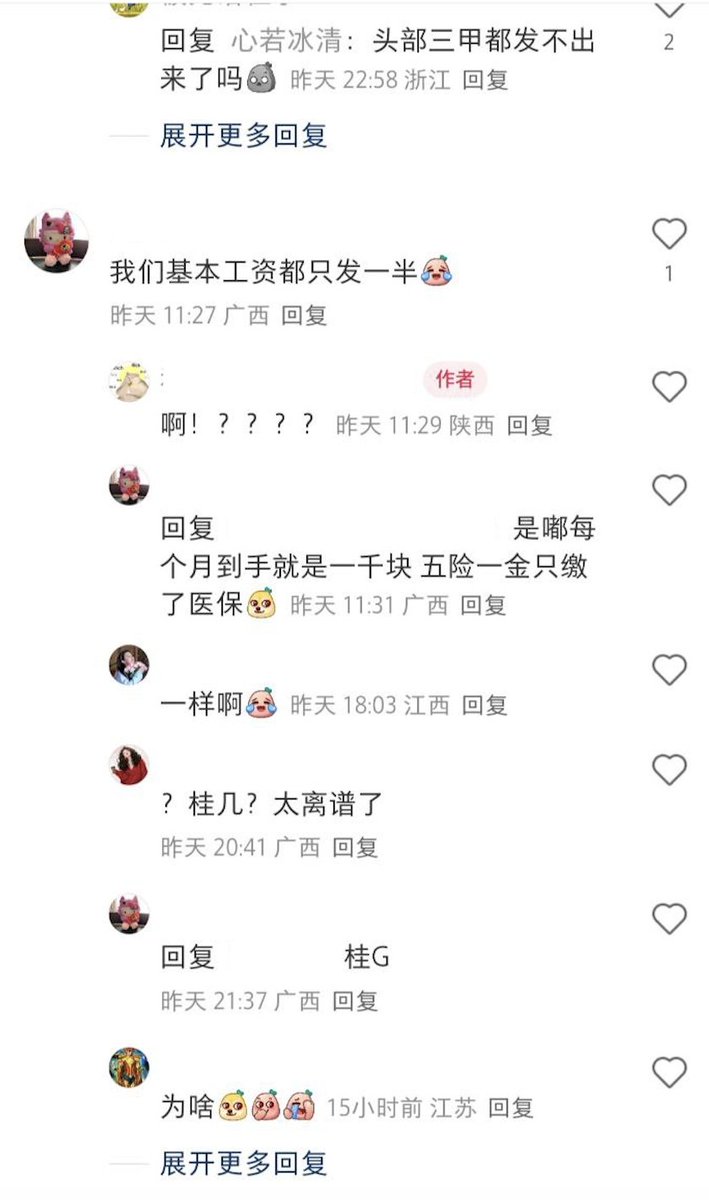 回复 心若冰清：头部三甲都发不出
2
来了吗 昨天 22:58 浙江 回复
展开更多回复
我们基本工资都只发一半
1
昨天 11:27 广西 回复
作者
啊！？？？？ 昨天 11:29 陕西 回复
回复 是嘟每
个月到手就是一千块 五险一金只缴
了医保 昨天 11:31 广西 回复
一样啊 昨天 18:03 江西 回复
？桂几？太离谱了
昨天 20:41 广西 回复
回复 桂G
昨天 21:37 广西 回复
为啥 15小时前 江苏 回复
展开更多回复